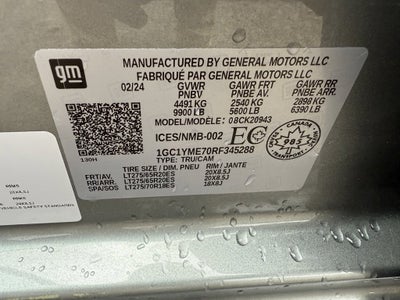 gm
MANUFACTURED BY GENERAL MOTORS LLC
FABRIQUÉ PAR GENERAL MOTORS LLC
02/24 GVWR GAWR FRT GAWR RR
PNBV PNBE AV. PNBE ARR.
4491 KG 2540 KG 2898 KG
9900 LB 5600 LB 6390 LB
MODEL/MODÈLE: 08CK20943
ICES/NMB-002
1GC1YME70RF345288
TYPE: TRU/CAM
TIRE SIZE / DIM. PNEU RIM / JANTE
FRT/AV. LT275/65R20ES 20X8.5J
RR/ARR. LT275/65R20ES 20X8.5J
SPA/SDS LT275/70R18ES 18X8J
CANADA